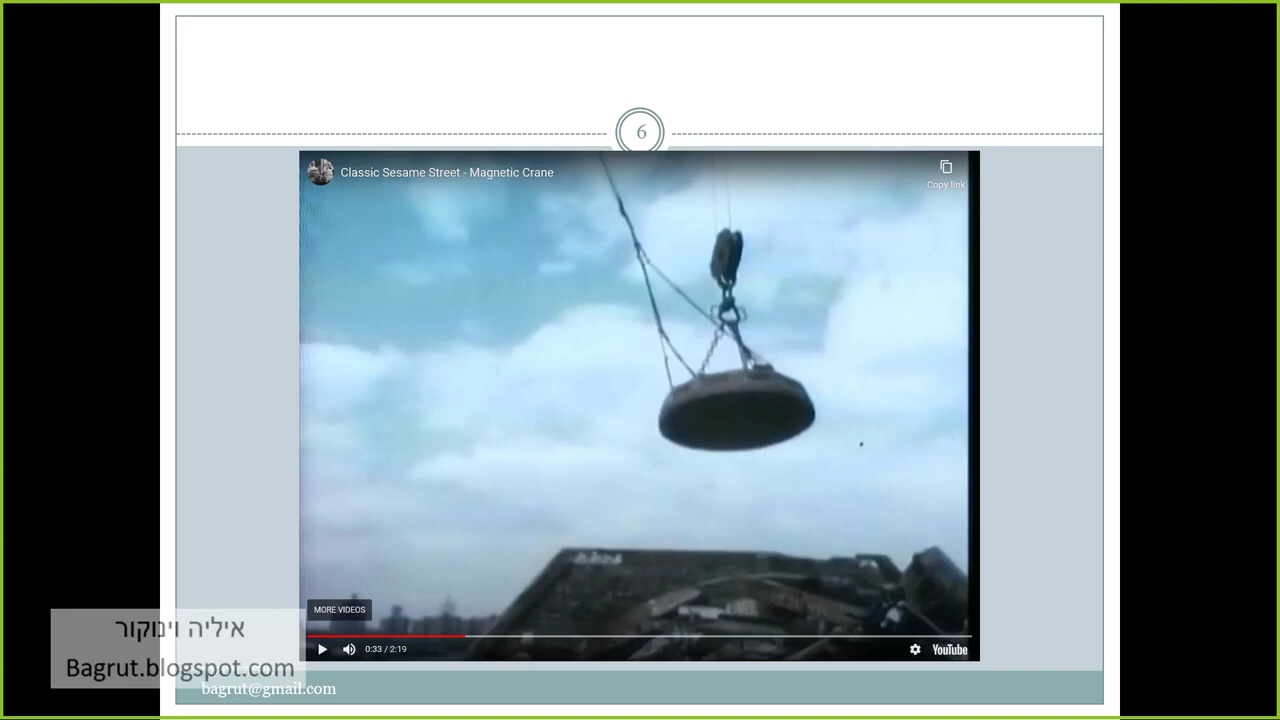 6
Classic Sesame Street - Magnetic Crane
Copy link
MORE VIDEOS
0:33 / 2:19
YouTube
איליה וינוקור
Bagrut.blogspot.com
bagrut@gmail.com